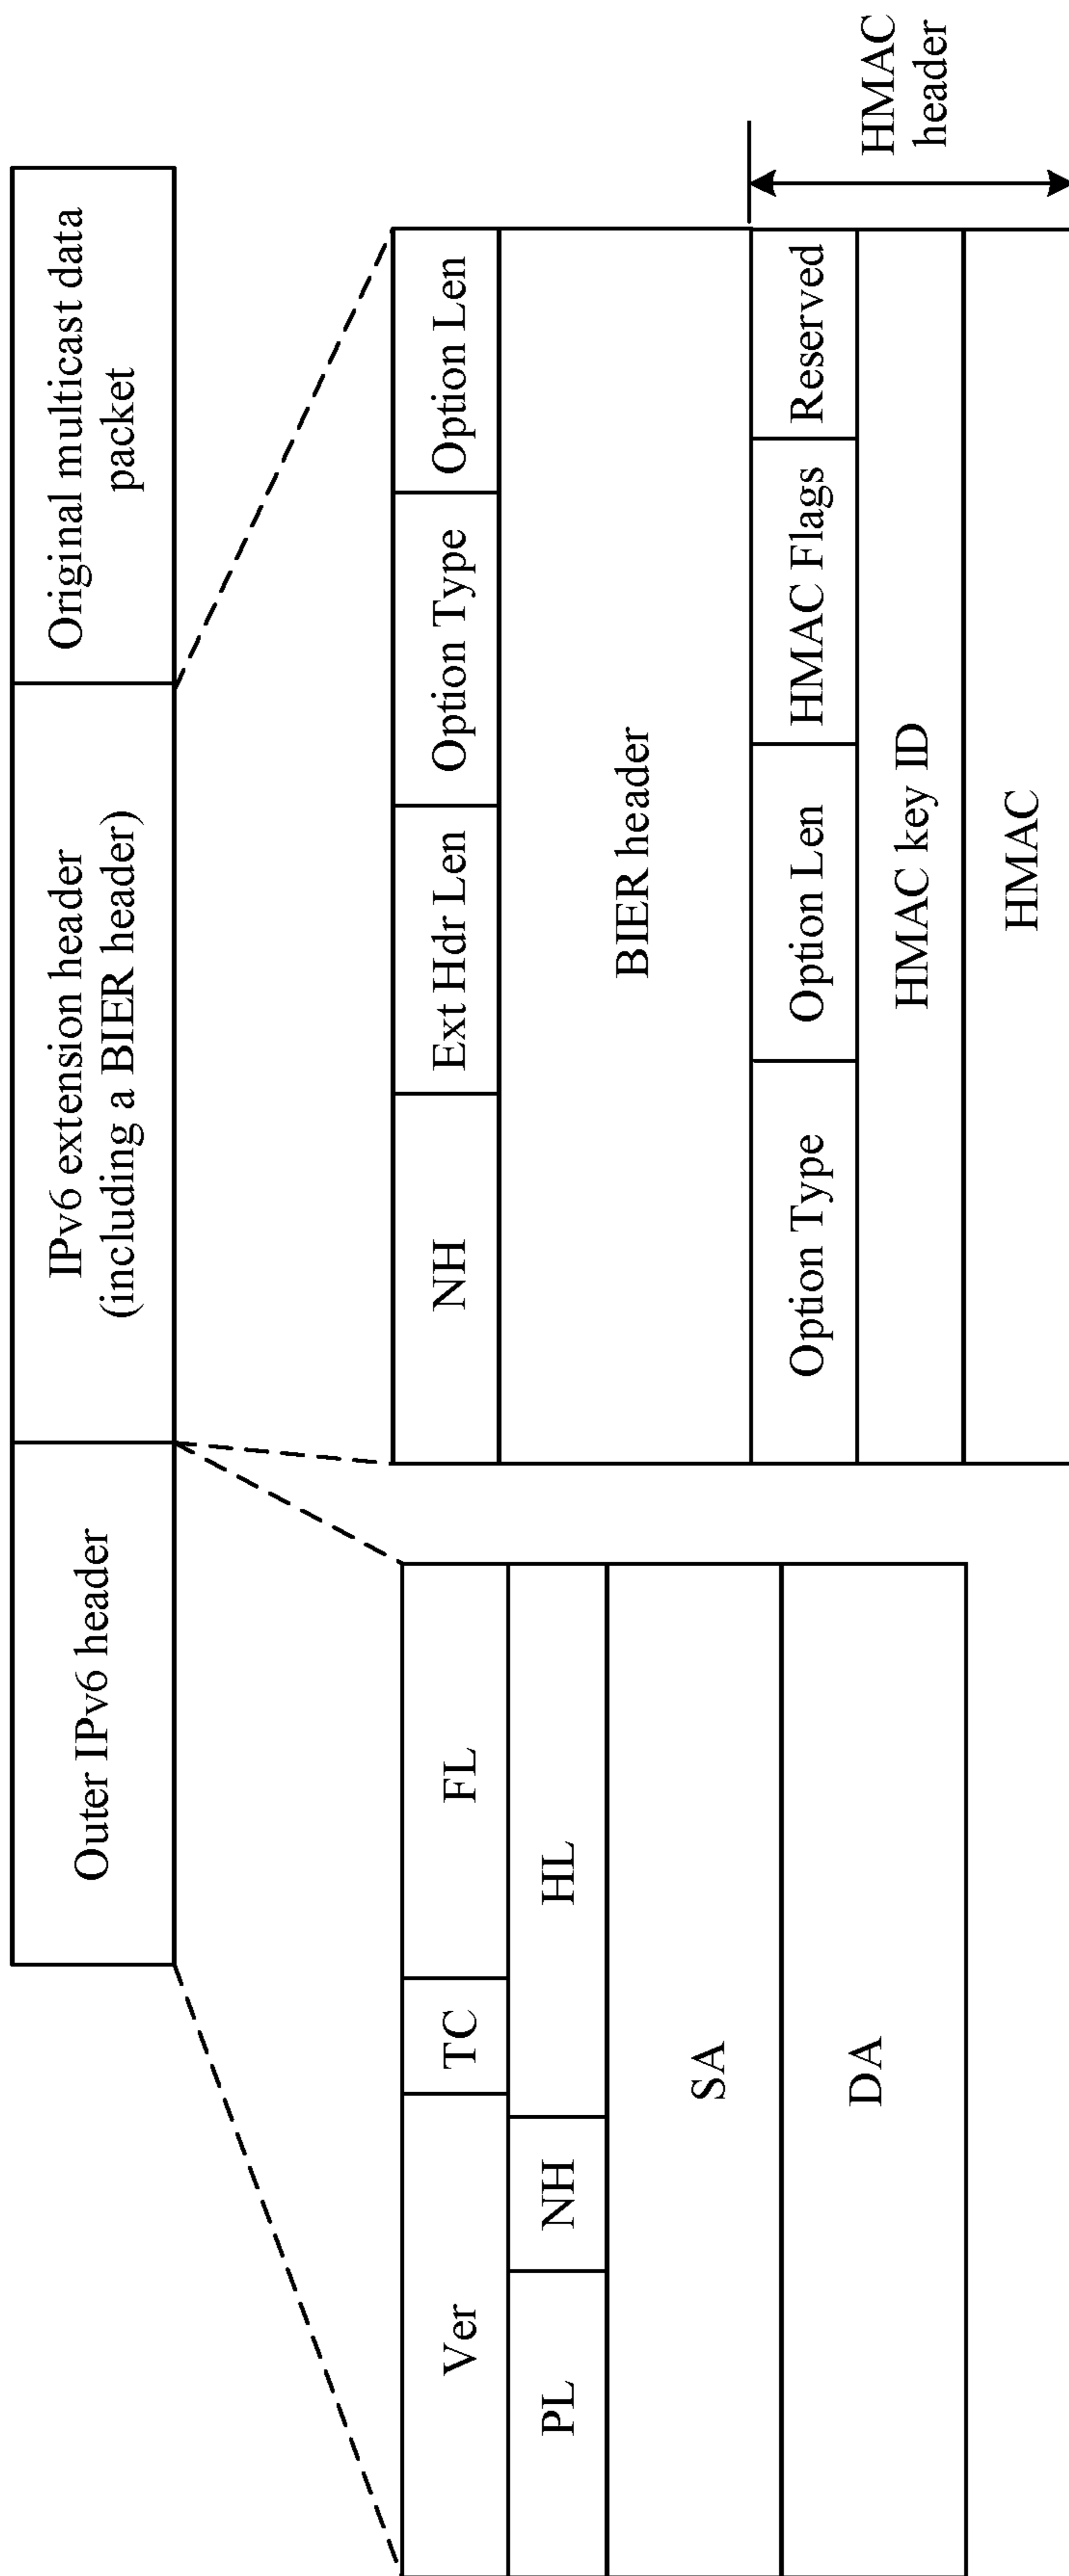 Outer IPv6 header
IPv6 extension header
(including a BIER header)
Original multicast data
packet
Ver
TC
FL
PL
NH
HL
SA
DA
NH
Ext Hdr Len
Option Type
Option Len
BIER header
Option Type
Option Len
HMAC Flags
Reserved
HMAC key ID
HMAC
HMAC
header